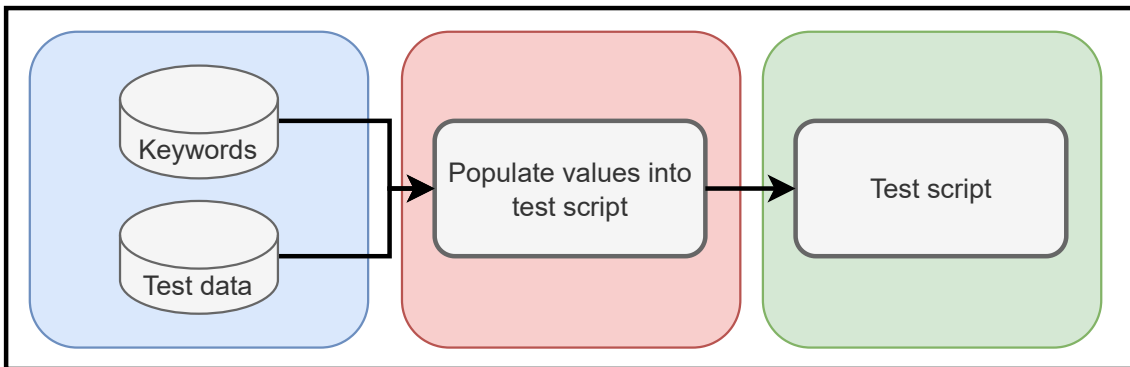 Keywords
Test data
Populate values into
test script
Test script